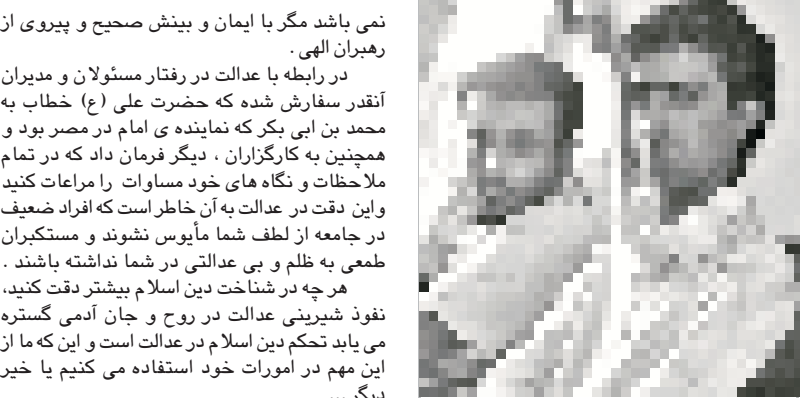 نمی باشد مگر با ایمان و بینش صحیح و پیروی از
رهبران الهی .
در رابطه با عدالت در رفتار مسئولان و مدیران
آنقدر سفارش شده که حضرت علی (ع) خطاب به
محمد بن ابی بکر که نماینده ی امام در مصر بود و
همچنین به کارگزاران ، دیگر فرمان داد که در تمام
ملاحظات و نگاه های خود مساوات را مراعات کنید
واین دقت در عدالت به آن خاطر است که افراد ضعیف
در جامعه از لطف شما مأیوس نشوند و مستکبران
طمعی به ظلم و بی عدالتی در شما نداشته باشند .
هر چه در شناخت دین اسلام بیشتر دقت کنید،
نفوذ شیرینی عدالت در روح و جان آدمی گستره
می یابد تحکم دین اسلام در عدالت است و این که ما از
این مهم در امورات خود استفاده می کنیم یا خیر
دیگر ...